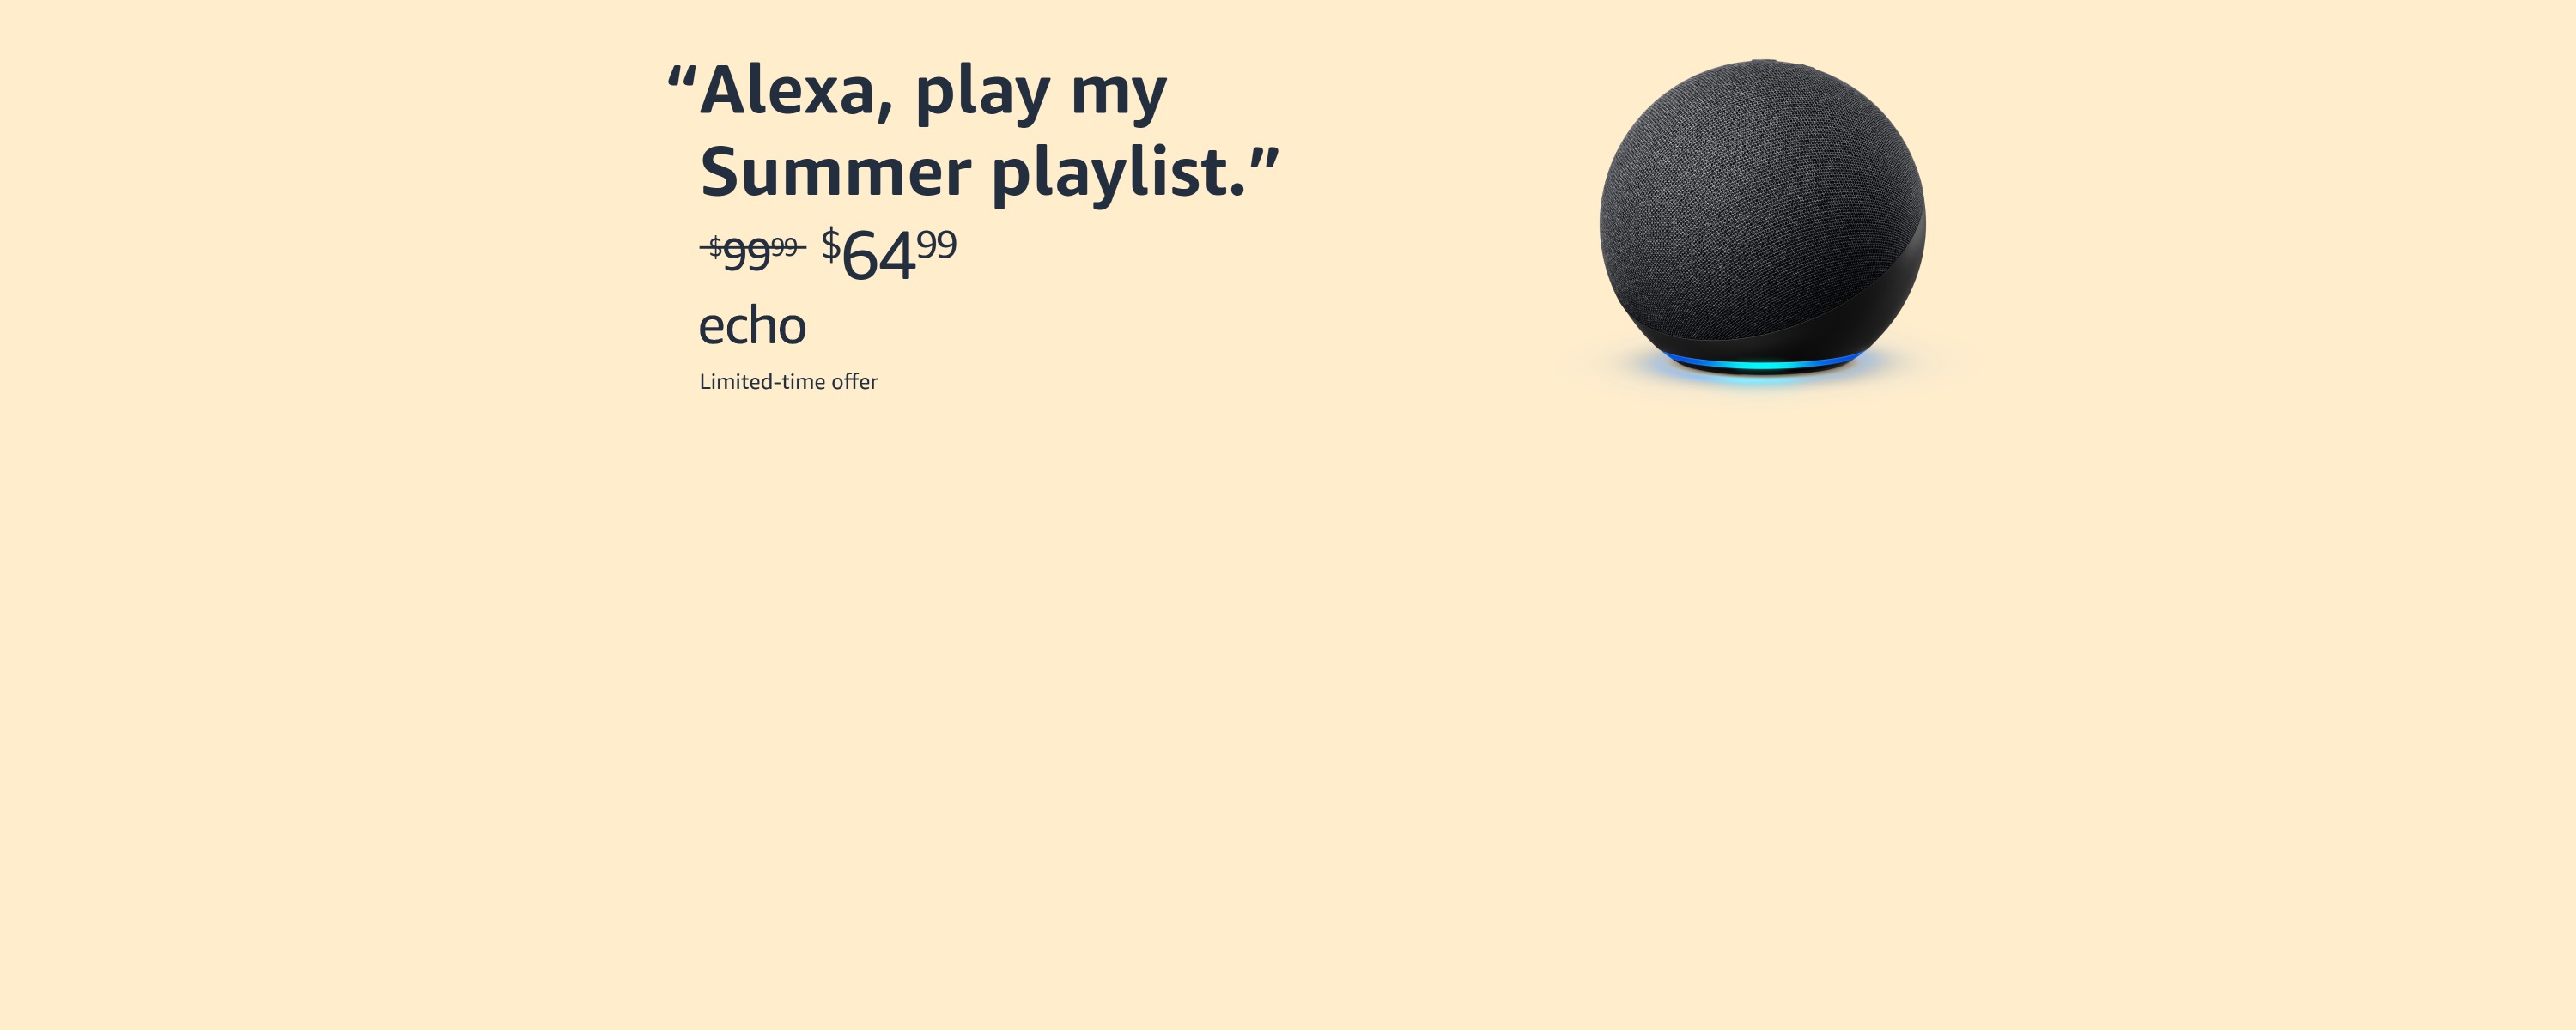 “Alexa, play my
Summer playlist.”
$99⁹⁹ $64⁹⁹
echo
Limited-time offer